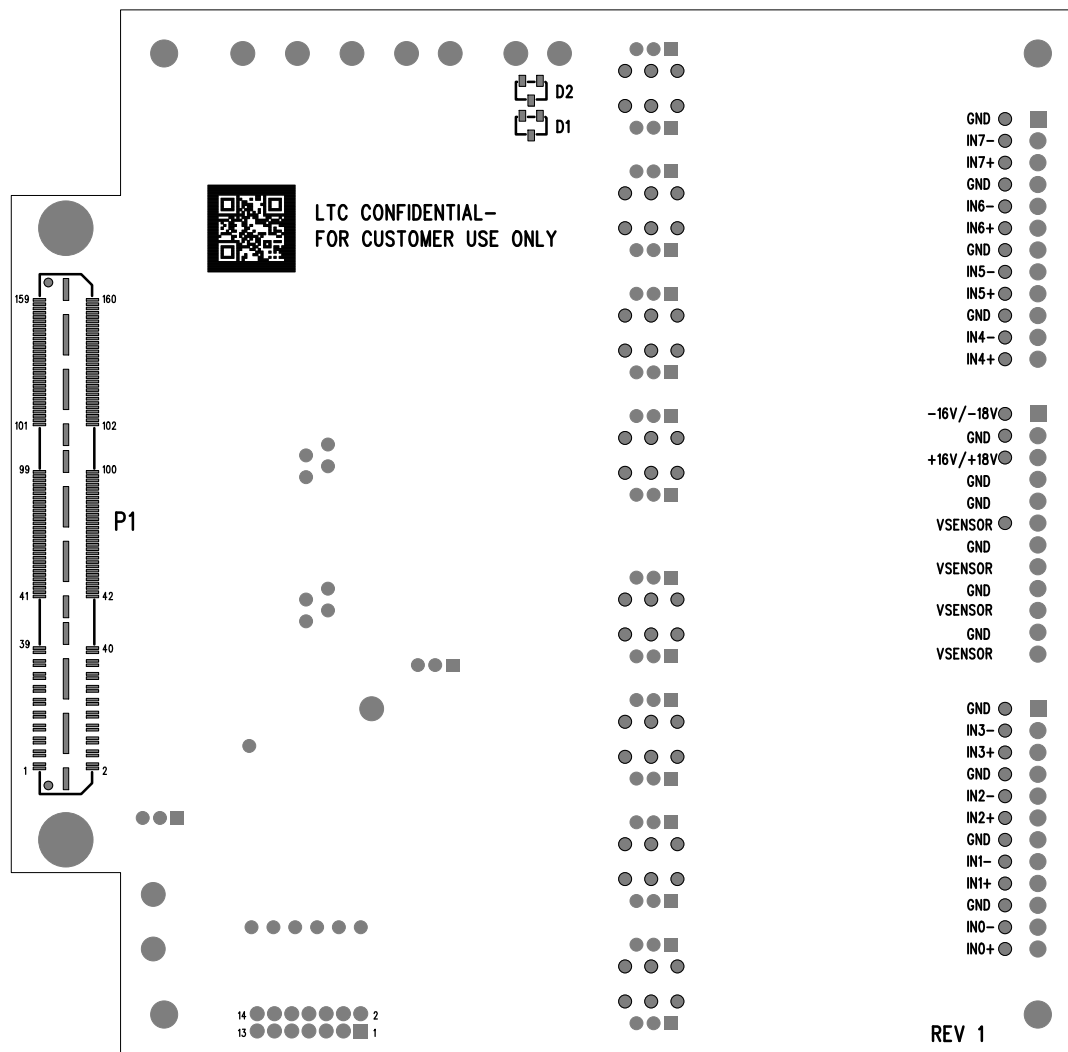 D2
D1
GND
IN7-
IN7+
GND
IN6-
IN6+
GND
IN5-
IN5+
GND
IN4-
IN4+
LTC CONFIDENTIAL-
FOR CUSTOMER USE ONLY
159 160
101 102
99 100
P1
41 42
39 40
1 2
-16V/-18V
GND
+16V/+18V
GND
GND
VSENSOR
GND
VSENSOR
GND
VSENSOR
GND
VSENSOR
GND
IN3-
IN3+
GND
IN2-
IN2+
GND
IN1-
IN1+
GND
IN0-
IN0+
14 2
13 1
REV 1